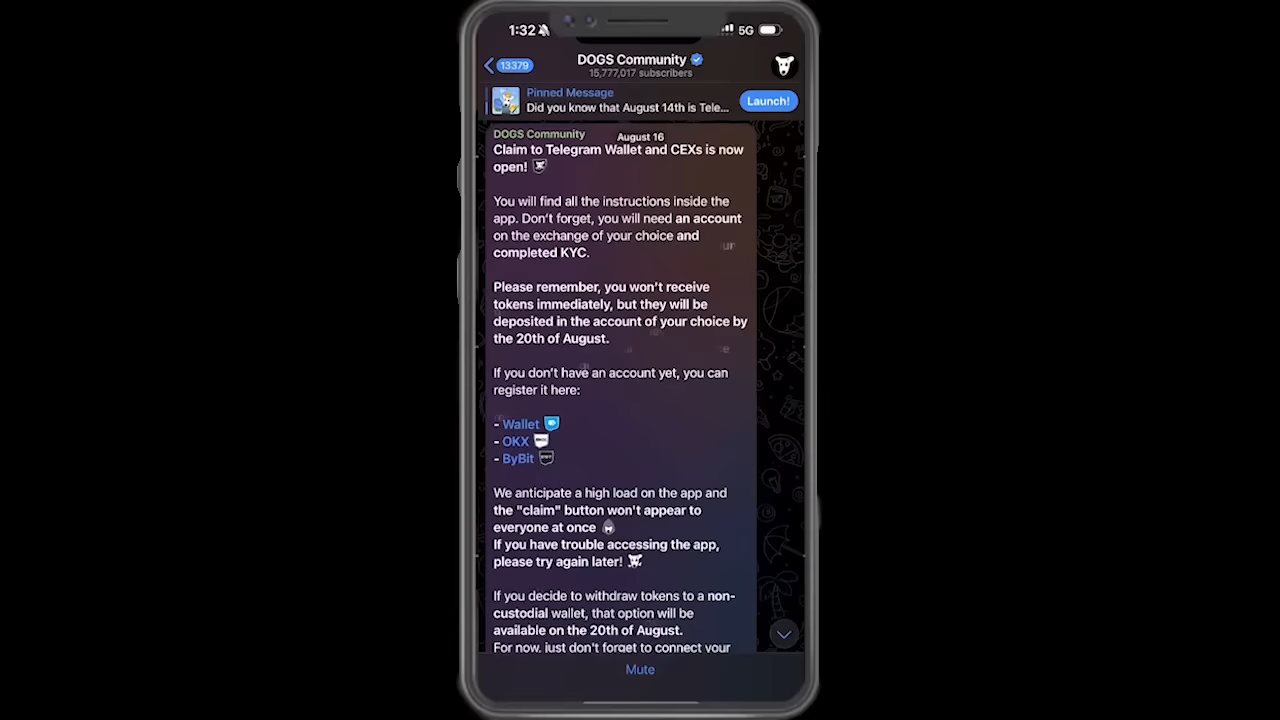 1:32
5G
13379
DOGS Community
15,777,017 subscribers
Pinned Message
Did you know that August 14th is Tele...
Launch!
DOGS Community
August 16
Claim to Telegram Wallet and CEXs is now
open!
You will find all the instructions inside the
app. Don't forget, you will need an account
on the exchange of your choice and
completed KYC.
Please remember, you won't receive
tokens immediately, but they will be
deposited in the account of your choice by
the 20th of August.
If you don't have an account yet, you can
register it here:
- Wallet
- OKX
- ByBit
We anticipate a high load on the app and
the "claim" button won't appear to
everyone at once
If you have trouble accessing the app,
please try again later!
If you decide to withdraw tokens to a non-
custodial wallet, that option will be
available on the 20th of August.
For now, just don't forget to connect your
Mute